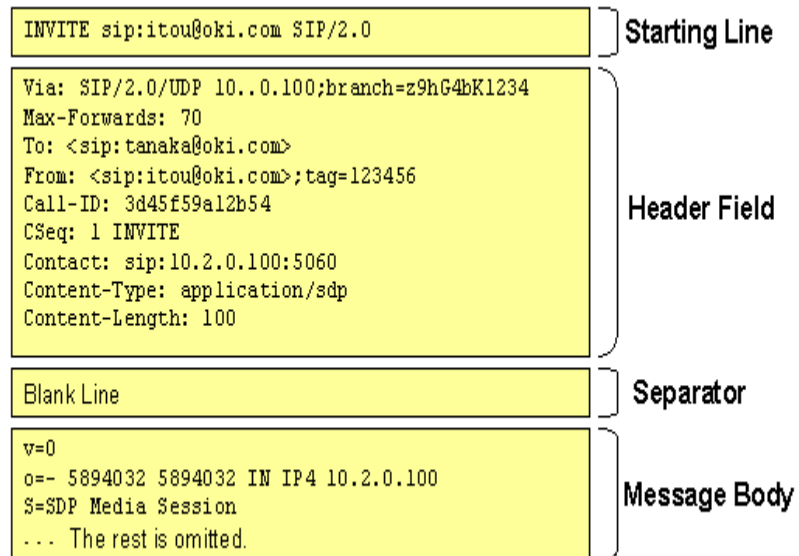 INVITE sip:itou@oki.com SIP/2.0
Starting Line
Via: SIP/2.0/UDP 10..0.100;branch=z9hG4bK1234
Max-Forwards: 70
To: <sip:tanaka@oki.com>
From: <sip:itou@oki.com>;tag=123456
Call-ID: 3d45f59a12b54
CSeq: 1 INVITE
Contact: sip:10.2.0.100:5060
Content-Type: application/sdp
Content-Length: 100
Header Field
Blank Line
Separator
v=0
o=- 5894032 5894032 IN IP4 10.2.0.100
S=SDP Media Session
... The rest is omitted.
Message Body